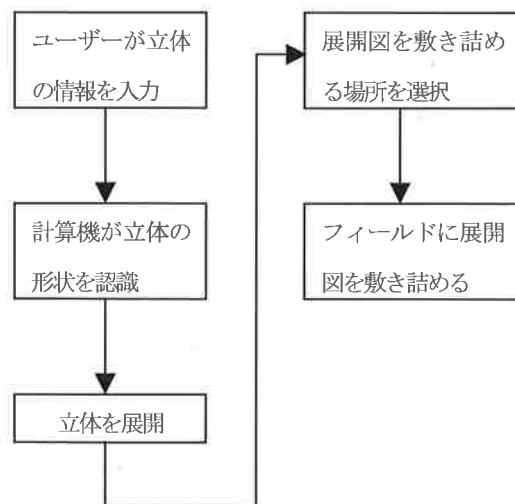 ユーザーが立体
の情報を入力
計算機が立体の
形状を認識
立体を展開
展開図を敷き詰め
る場所を選択
フィールドに展開
図を敷き詰める